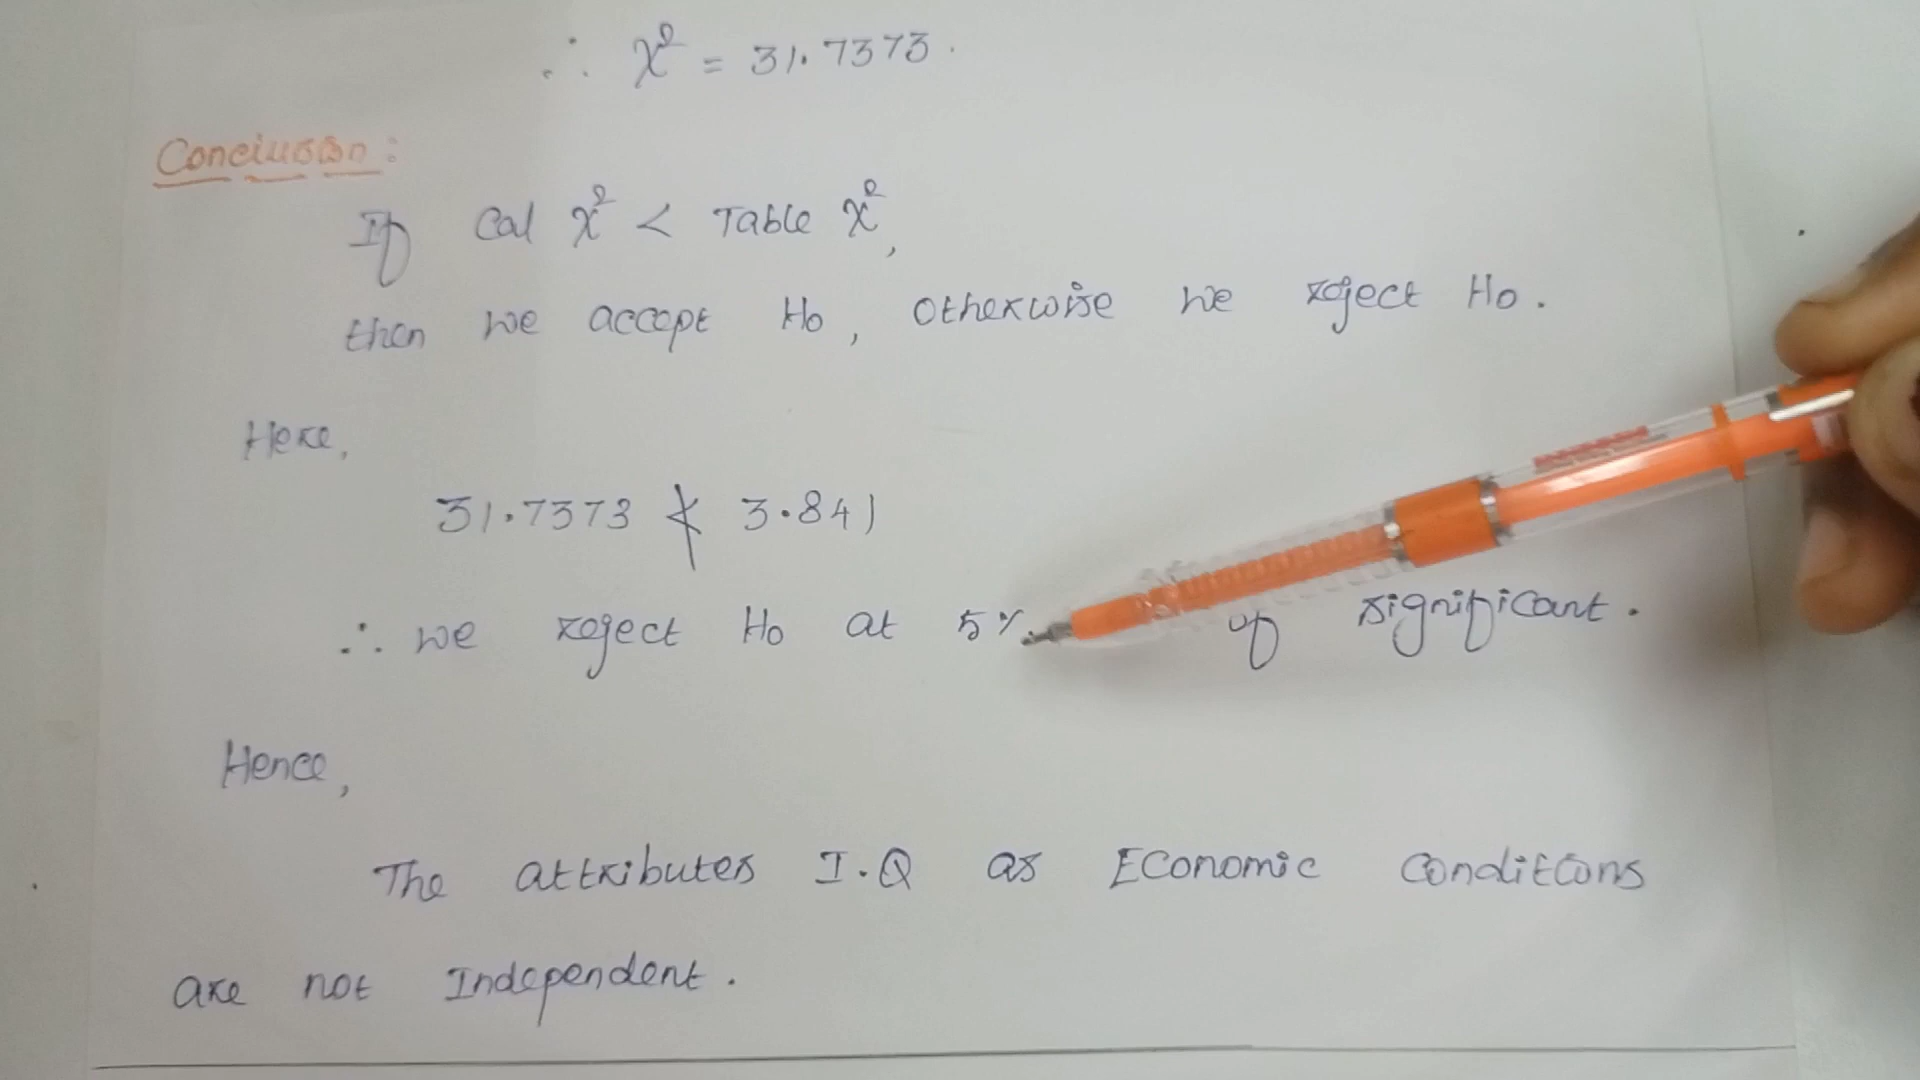 ∴ χ² = 31.7373.
Conclusion:
If Cal χ² < Table χ²,
then we accept Ho, otherwise we reject Ho.
Here,
31.7373 ≮ 3.841
∴ we reject Ho at 5% of significant.
Hence,
The attributes I.Q as Economic Conditions
are not Independent.